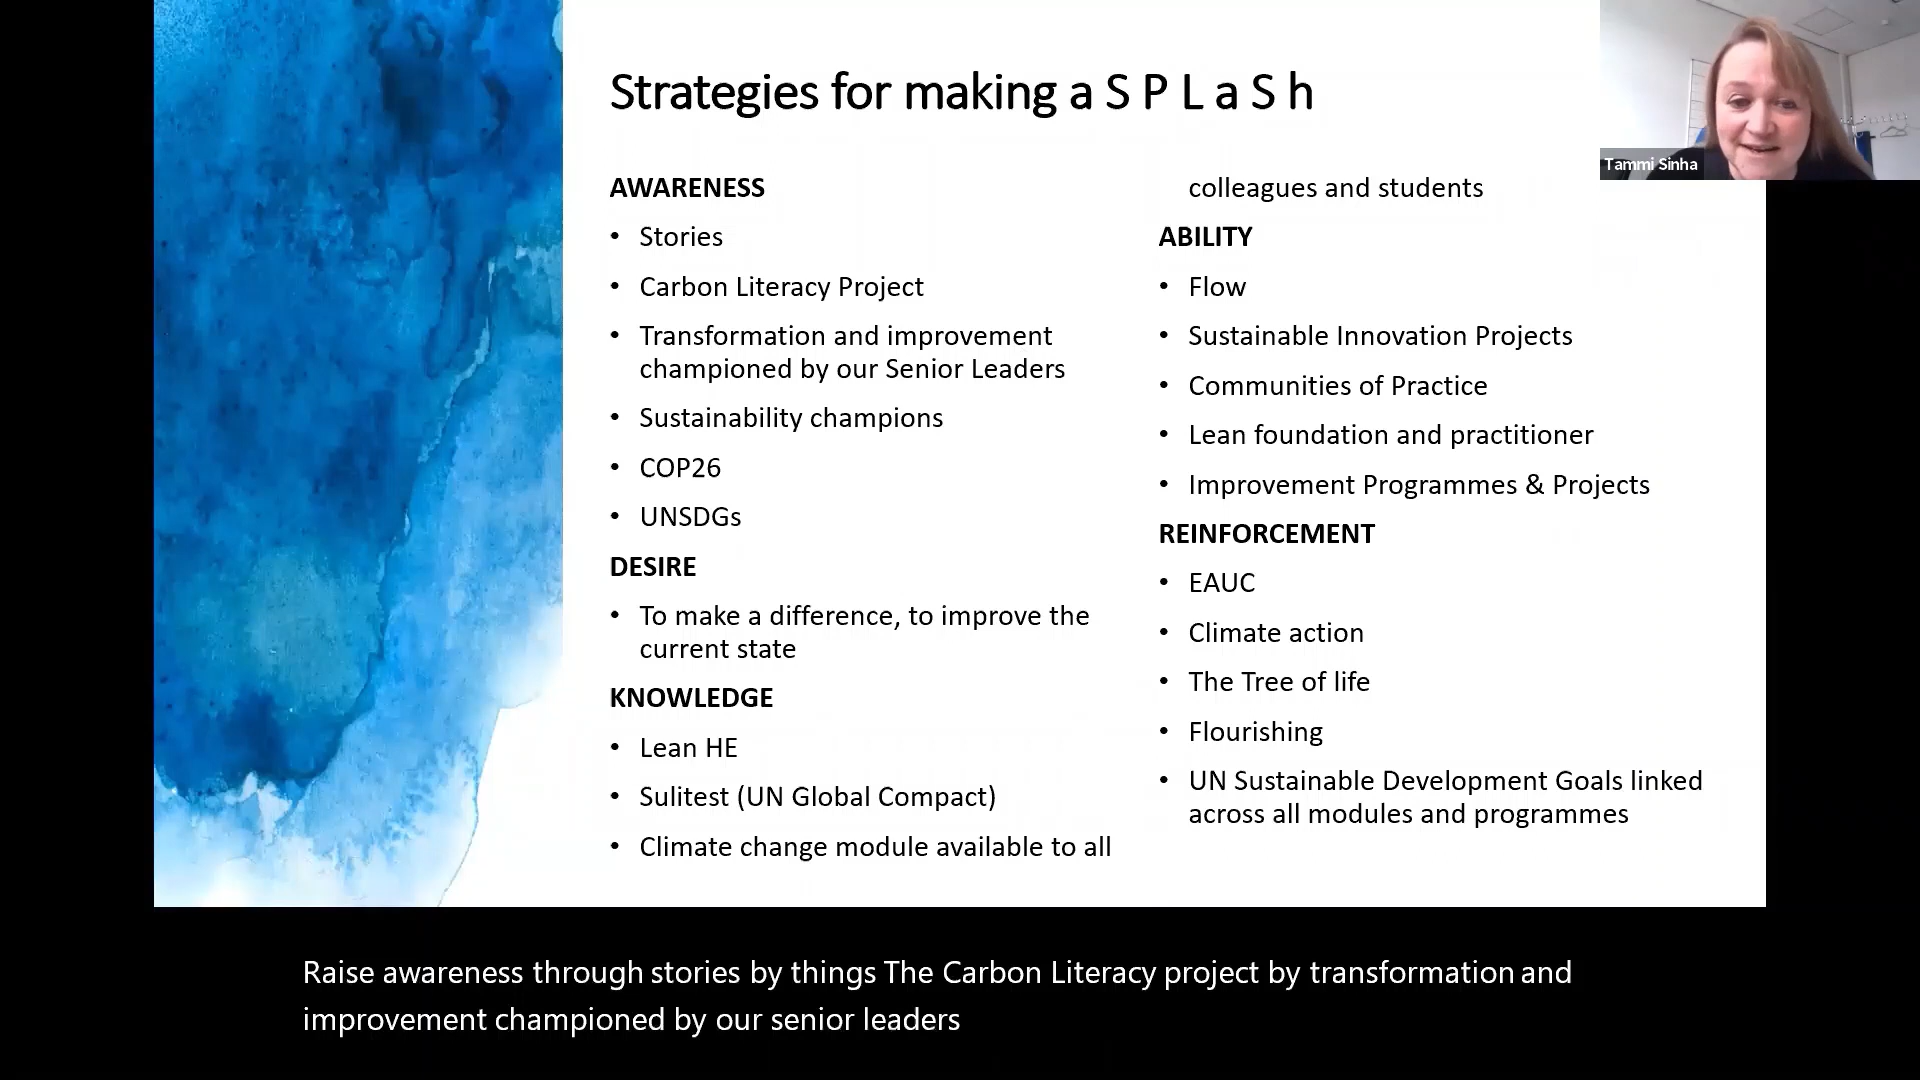 Strategies for making a S P L a S h
AWARENESS
• Stories
• Carbon Literacy Project
• Transformation and improvement
championed by our Senior Leaders
• Sustainability champions
• COP26
• UNSDGs
DESIRE
• To make a difference, to improve the
current state
KNOWLEDGE
• Lean HE
• Sulitest (UN Global Compact)
• Climate change module available to all
colleagues and students
ABILITY
• Flow
• Sustainable Innovation Projects
• Communities of Practice
• Lean foundation and practitioner
• Improvement Programmes & Projects
REINFORCEMENT
• EAUC
• Climate action
• The Tree of life
• Flourishing
• UN Sustainable Development Goals linked
across all modules and programmes
Tammi Sinha
Raise awareness through stories by things The Carbon Literacy project by transformation and
improvement championed by our senior leaders